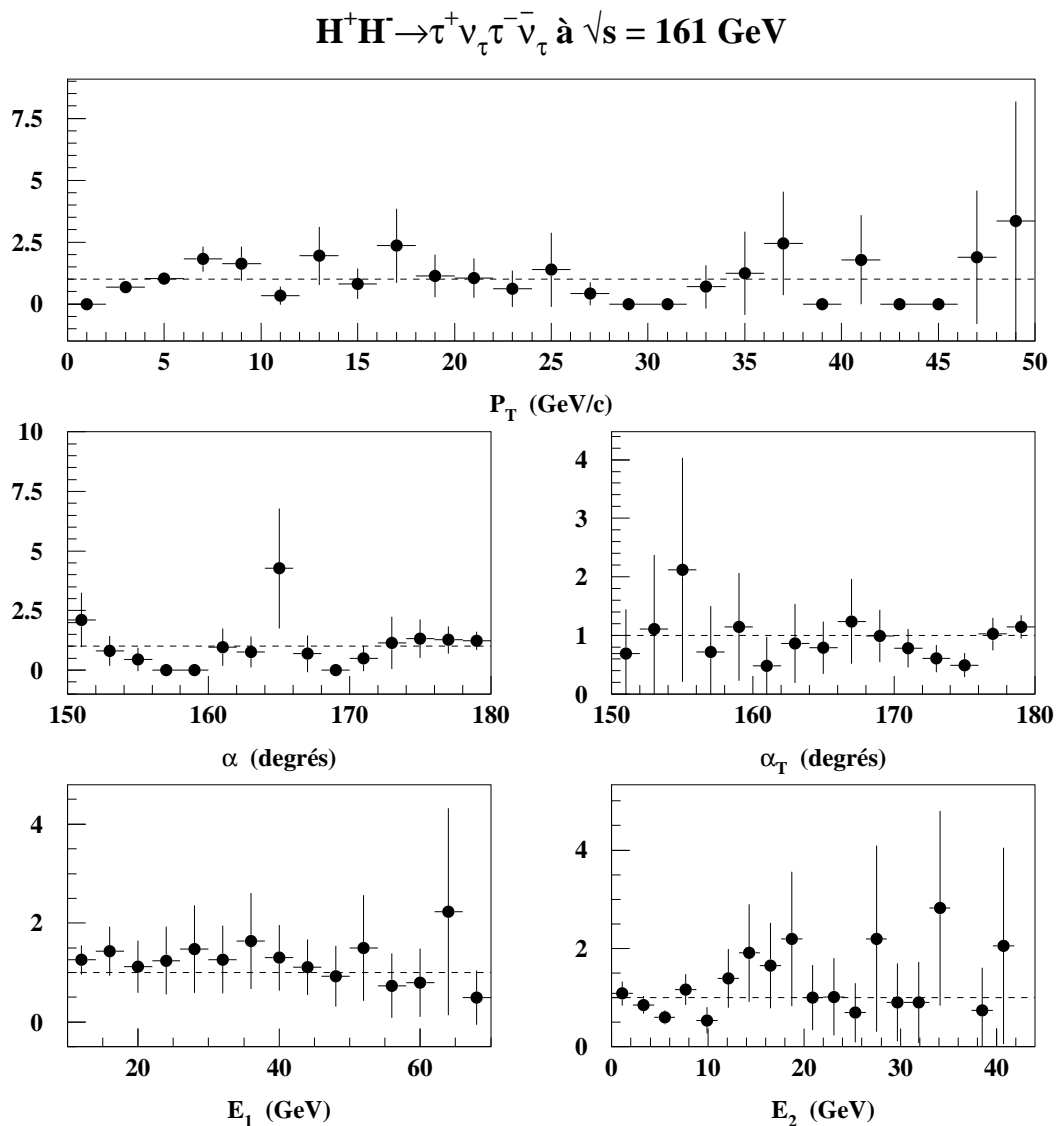 H⁺H⁻→τ⁺ν_τ τ⁻ν̄_τ à √s = 161 GeV
7.5
5
2.5
0
0 5 10 15 20 25 30 35 40 45 50
P_T (GeV/c)
10
7.5
5
2.5
0
150 160 170 180
α (degrés)
4
3
2
1
0
150 160 170 180
α_T (degrés)
4
2
0
20 40 60
E_1 (GeV)
4
2
0
0 10 20 30 40
E_2 (GeV)